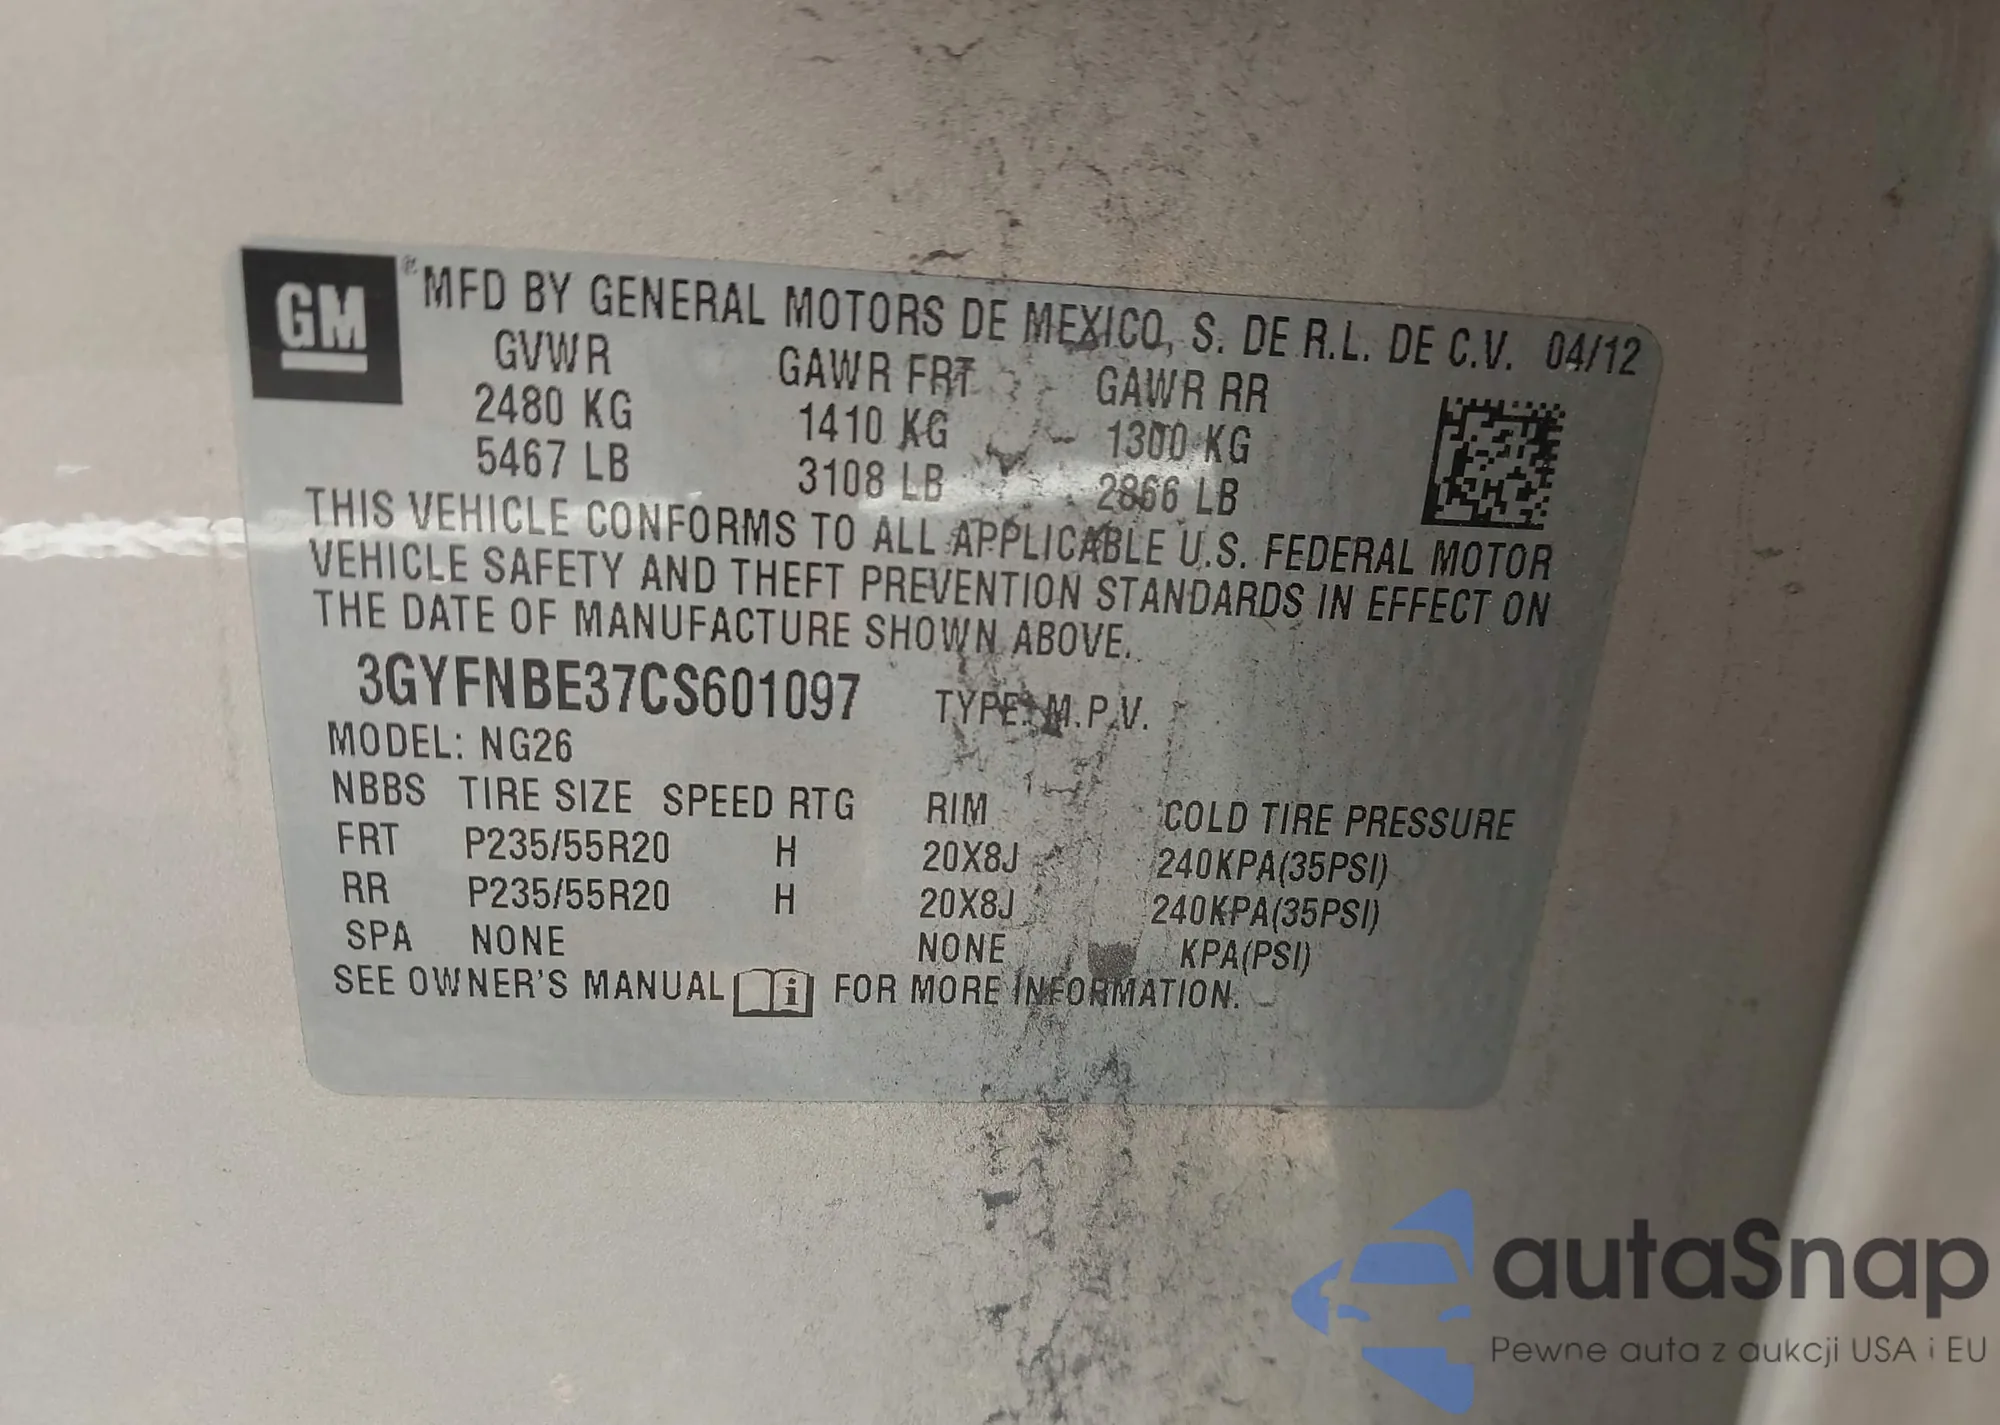 GM
® MFD BY GENERAL MOTORS DE MEXICO, S. DE R.L. DE C.V. 04/12
GVWR GAWR FRT GAWR RR
2480 KG 1410 KG 1300 KG
5467 LB 3108 LB 2866 LB
THIS VEHICLE CONFORMS TO ALL APPLICABLE U.S. FEDERAL MOTOR
VEHICLE SAFETY AND THEFT PREVENTION STANDARDS IN EFFECT ON
THE DATE OF MANUFACTURE SHOWN ABOVE.
3GYFNBE37CS601097 TYPE: M.P.V.
MODEL: NG26
NBBS TIRE SIZE SPEED RTG RIM COLD TIRE PRESSURE
FRT P235/55R20 H 20X8J 240KPA(35PSI)
RR P235/55R20 H 20X8J 240KPA(35PSI)
SPA NONE NONE KPA(PSI)
SEE OWNER'S MANUAL i FOR MORE INFORMATION.
autaSnap
Pewne auta z aukcji USA i EU